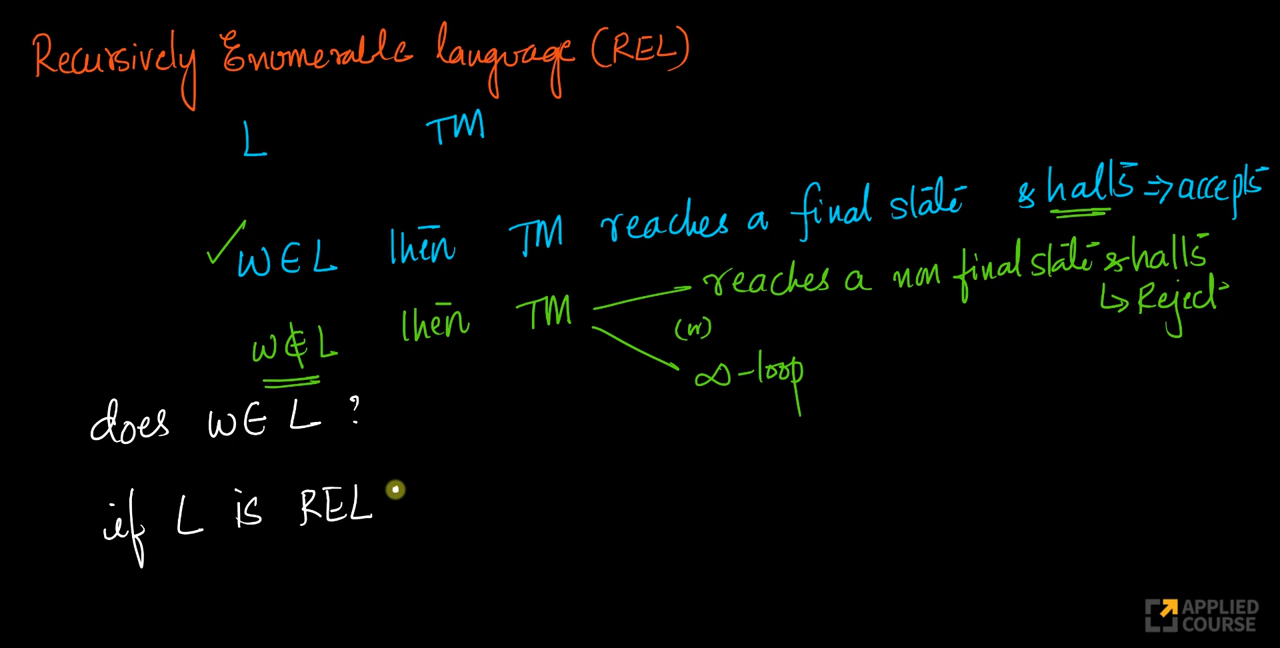 Recursively Enomerable language (REL)
L TM
✓ W∈L then TM reaches a final state & halts ⇒ accepts
reaches a non final state & halts
↳ Reject
w∉L then TM (or)
∞-loop
does W∈L ?
if L is REL
APPLIED
COURSE